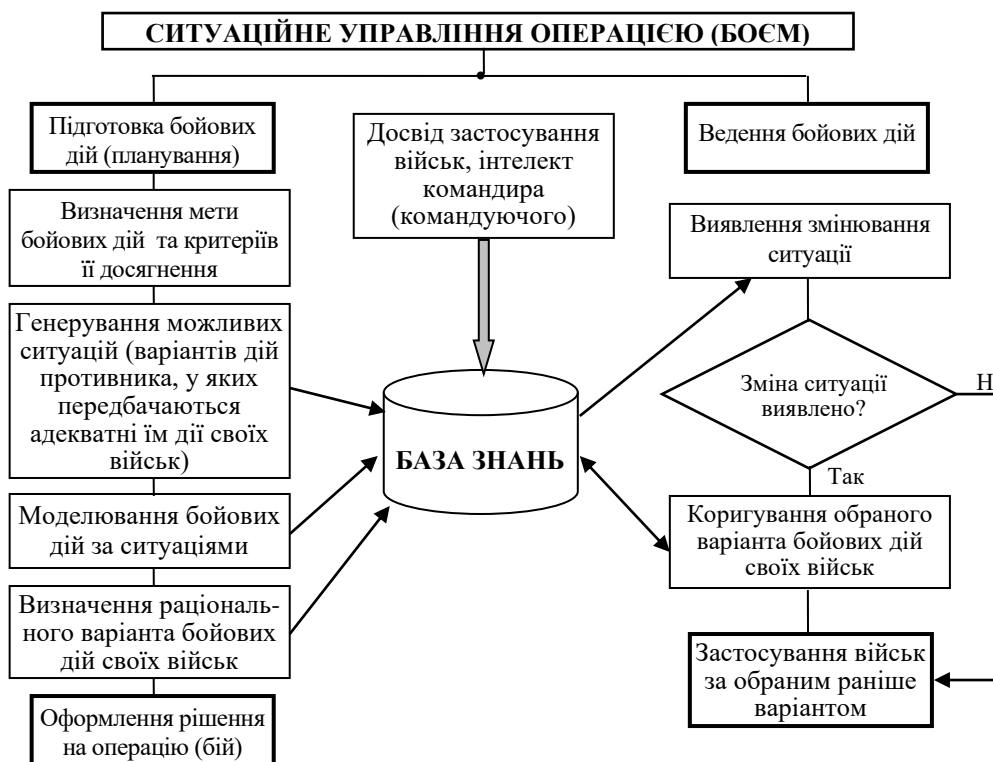 СИТУАЦІЙНЕ УПРАВЛІННЯ ОПЕРАЦІЄЮ (БОЄМ)
Підготовка бойових
дій (планування)
Визначення мети
бойових дій та критеріїв
її досягнення
Генерування можливих
ситуацій (варіантів дій
противника, у яких
передбачаються
адекватні їм дії своїх
військ)
Моделювання бойових
дій за ситуаціями
Визначення раціональ-
ного варіанта бойових
дій своїх військ
Оформлення рішення
на операцію (бій)
Досвід застосування
військ, інтелект
командира
(командуючого)
БАЗА ЗНАНЬ
Ведення бойових дій
Виявлення змінювання
ситуації
Зміна ситуації
виявлено?
Н
Так
Коригування обраного
варіанта бойових дій
своїх військ
Застосування військ
за обраним раніше
варіантом